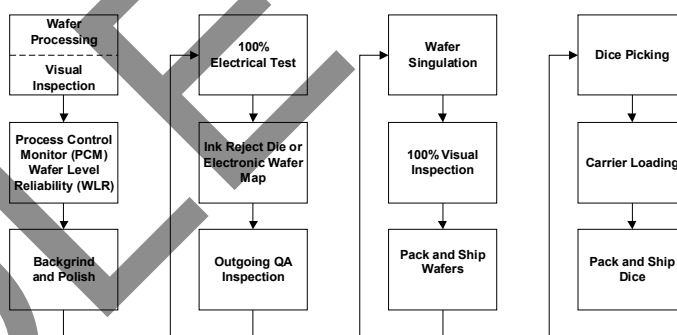 Wafer
Processing
Visual
Inspection
Process Control
Monitor (PCM)
Wafer Level
Reliability (WLR)
Backgrind
and Polish
100%
Electrical Test
Ink Reject Die or
Electronic Wafer
Map
Outgoing QA
Inspection
Wafer
Singulation
100% Visual
Inspection
Pack and Ship
Wafers
Dice Picking
Carrier Loading
Pack and Ship
Dice